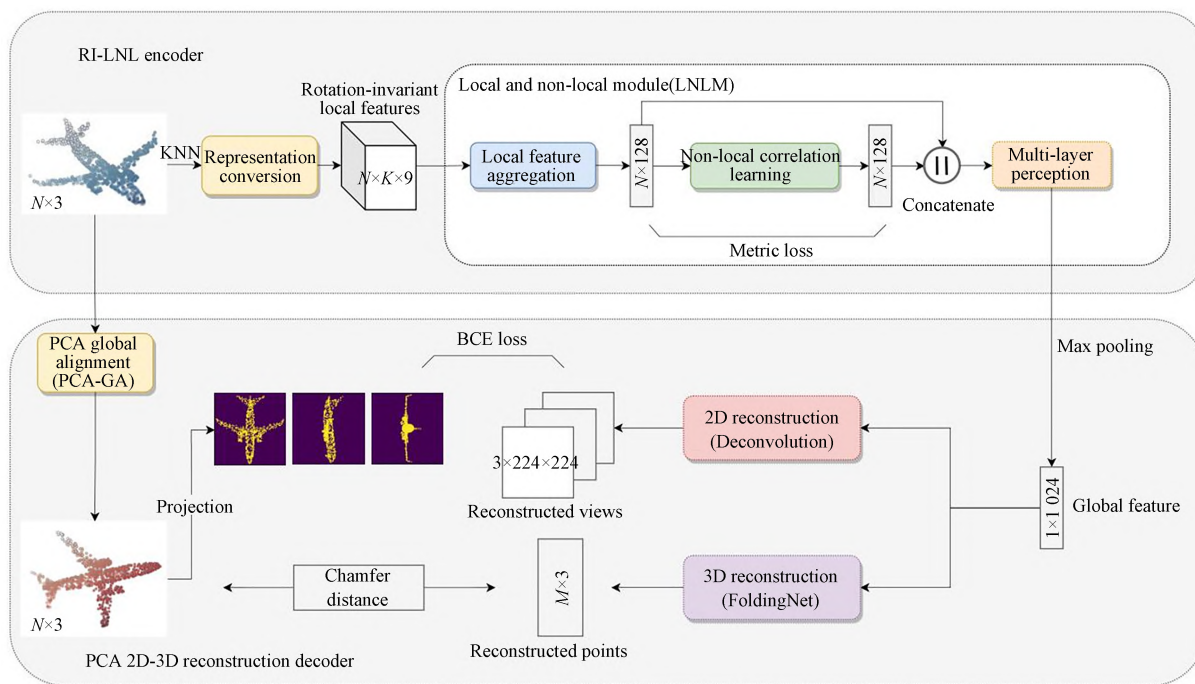 RI-LNL encoder
Rotation-invariant
local features
Local and non-local module(LNLM)
KNN
Representation
conversion
N×K×9
Local feature
aggregation
N×128
Non-local correlation
learning
N×128
||
Concatenate
Multi-layer
perception
N×3
Metric loss
PCA global
alignment
(PCA-GA)
BCE loss
Max pooling
2D reconstruction
(Deconvolution)
3×224×224
Projection
Reconstructed views
1×1 024
Global feature
N×3
Chamfer
distance
M×3
3D reconstruction
(FoldingNet)
Reconstructed points
PCA 2D-3D reconstruction decoder